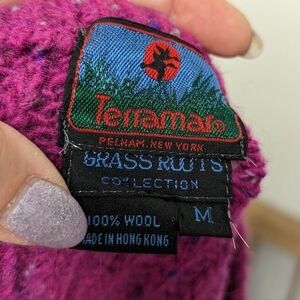 Terramar®
PELHAM, NEW YORK
GRASS ROOTS
COLLECTION
100% WOOL
M
MADE IN HONG KONG